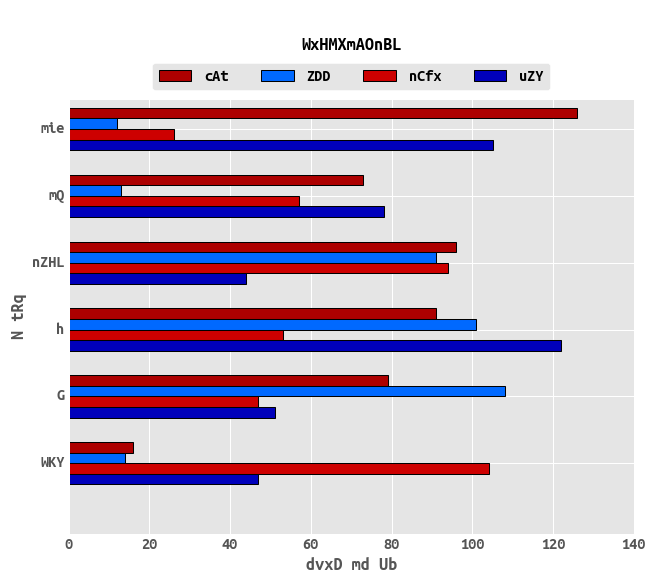 WxHMXmAOnBL
cAt ZDD nCfx uZY
mie
mQ
nZHL
h
G
WKY
N tRq
0 20 40 60 80 100 120 140
dvxD md Ub